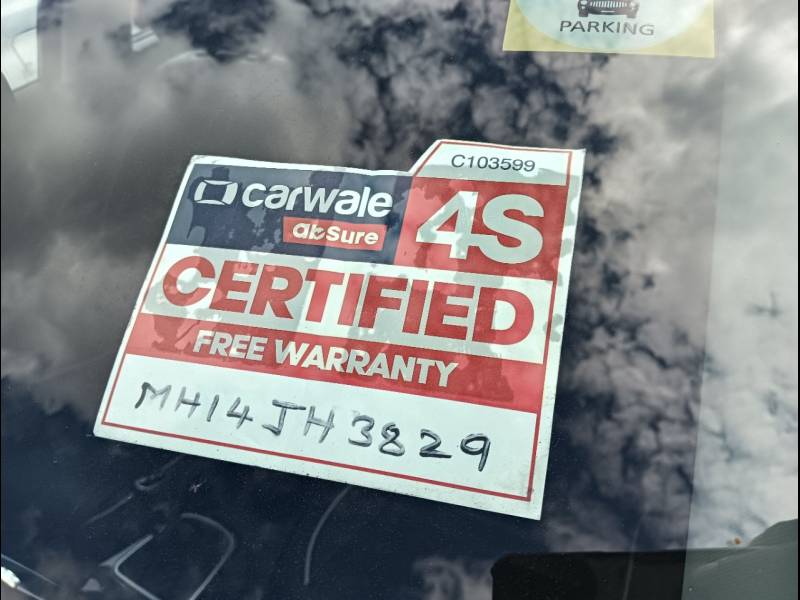 PARKING
C103599
carwale
absure
4S
CERTIFIED
FREE WARRANTY
MH14JH3829